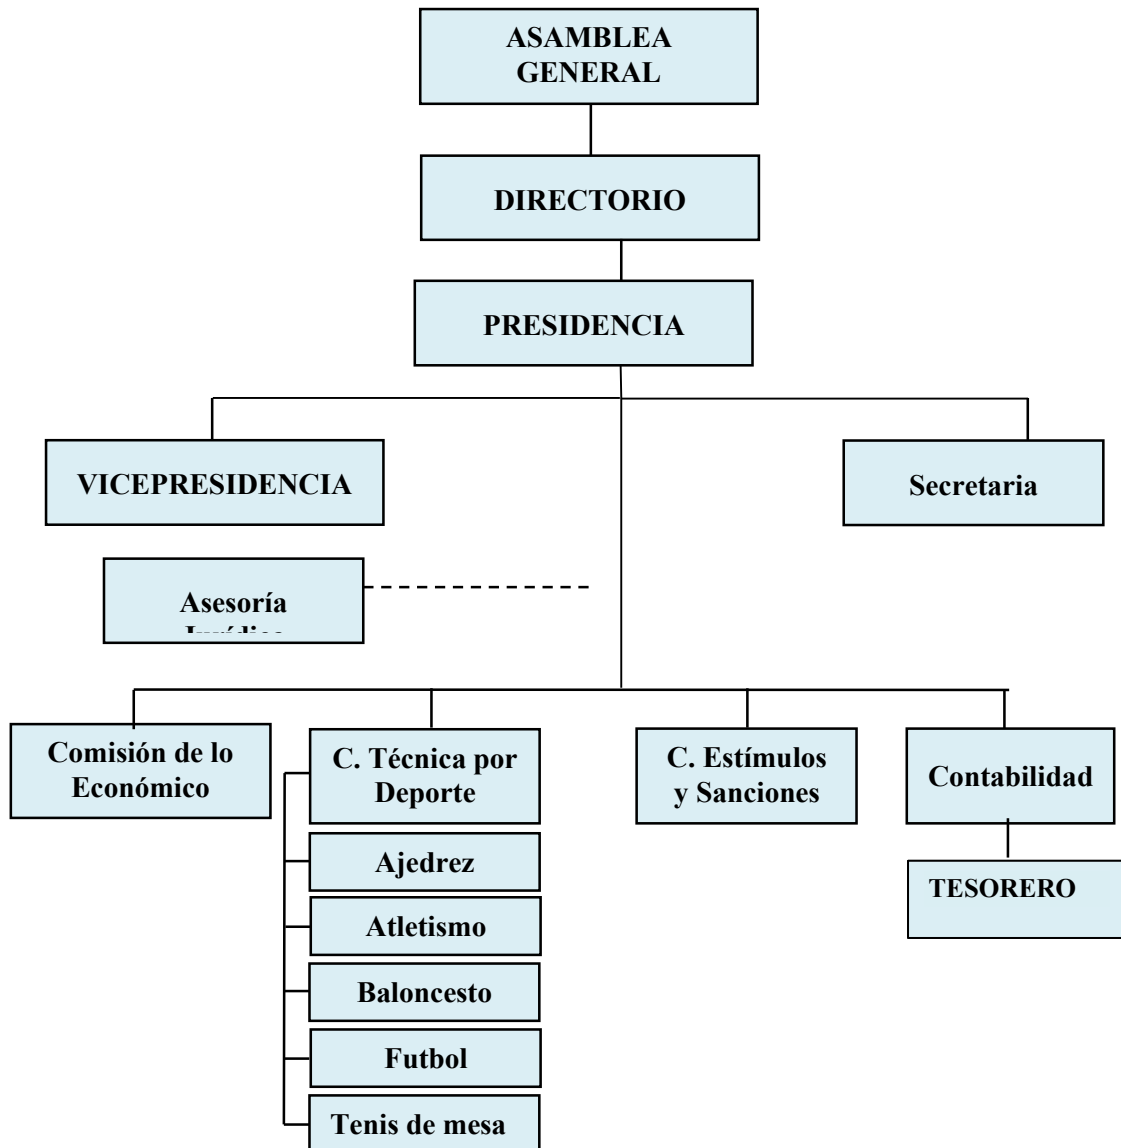 ASAMBLEA
GENERAL
DIRECTORIO
PRESIDENCIA
VICEPRESIDENCIA
Secretaria
Asesoría
Comisión de lo
Económico
C. Técnica por
Deporte
C. Estímulos
y Sanciones
Contabilidad
Ajedrez
TESORERO
Atletismo
Baloncesto
Futbol
Tenis de mesa